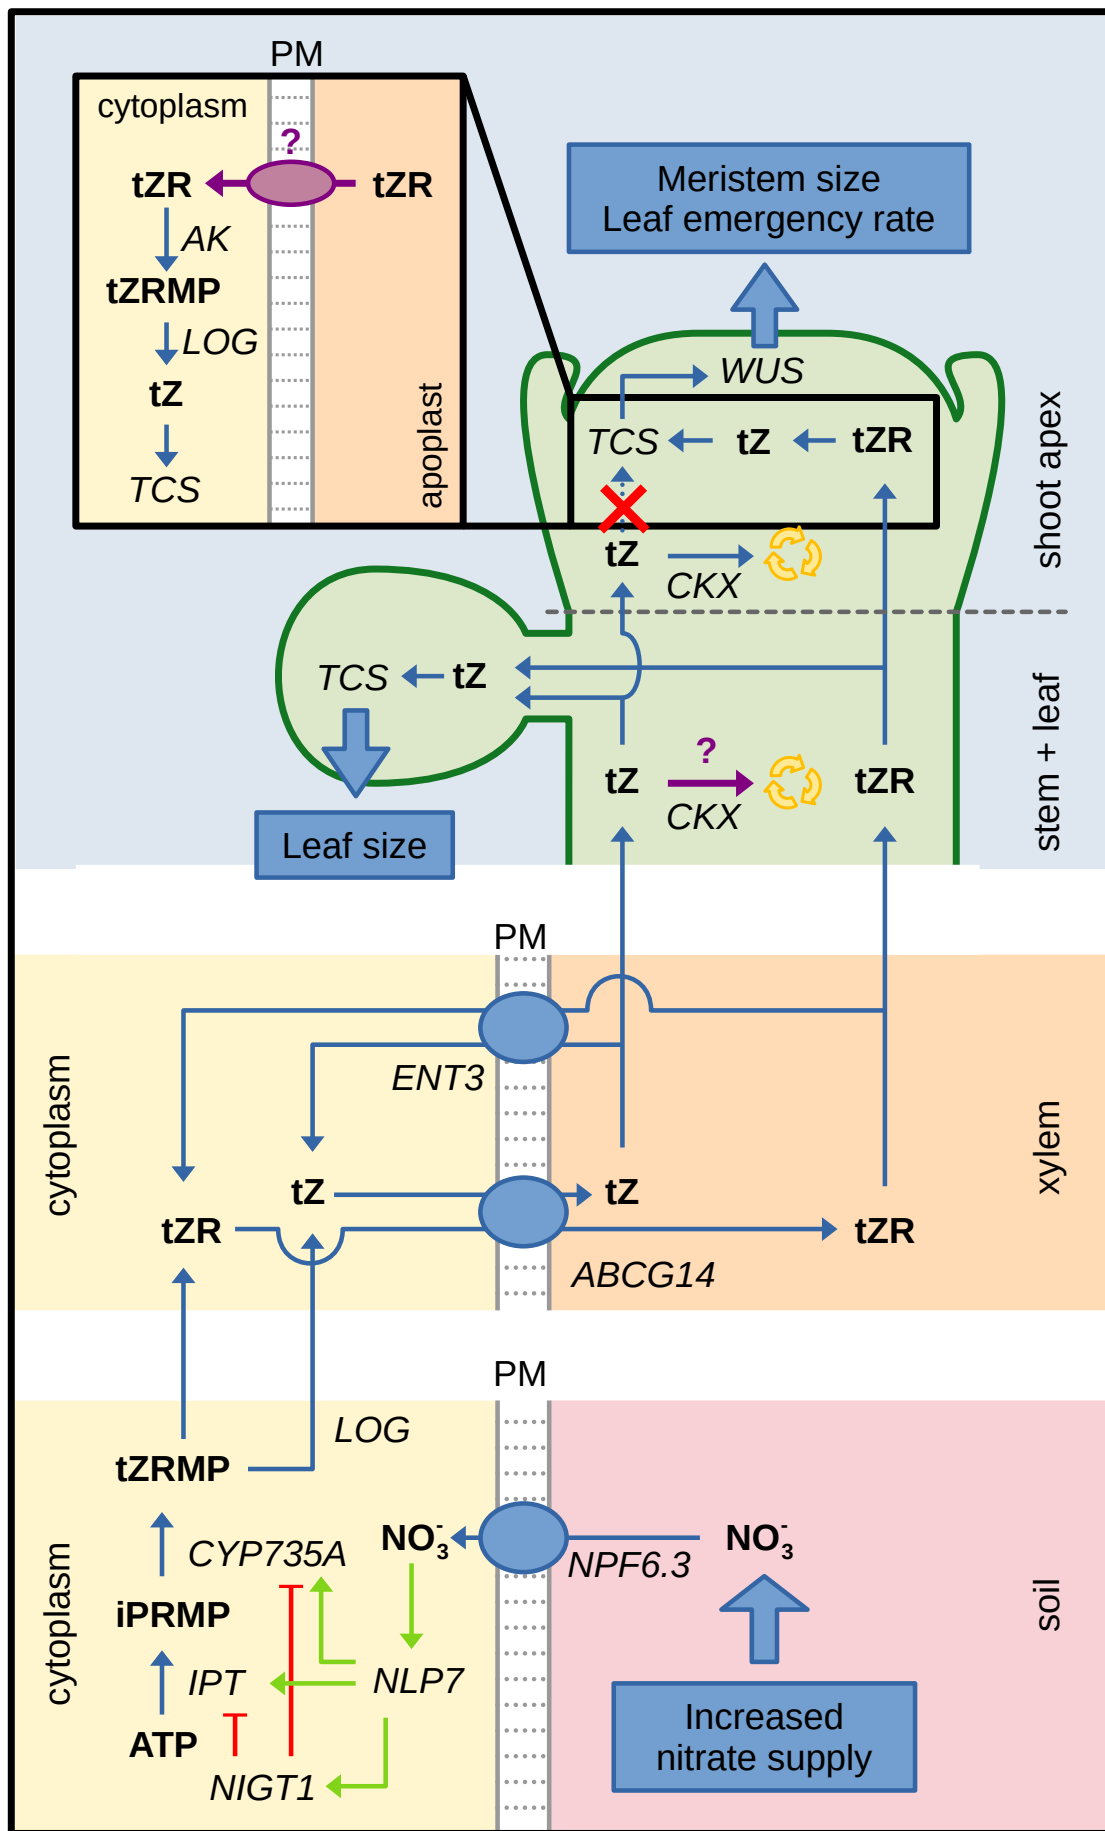 PM
cytoplasm
?
tZR
tZR
AK
tZRMP
LOG
tZ
TCS
apoplast
Meristem size
Leaf emergency rate
WUS
TCS
tZ
tZR
tZ
CKX
shoot apex
TCS
tZ
?
tZ
CKX
tZR
stem + leaf
Leaf size
PM
ENT3
cytoplasm
tZ
tZ
tZR
tZR
ABCG14
xylem
PM
LOG
tZRMP
CYP735A
NO3-
NPF6.3
NO3-
iPRMP
IPT
NLP7
ATP
NIGT1
cytoplasm
soil
Increased
nitrate supply